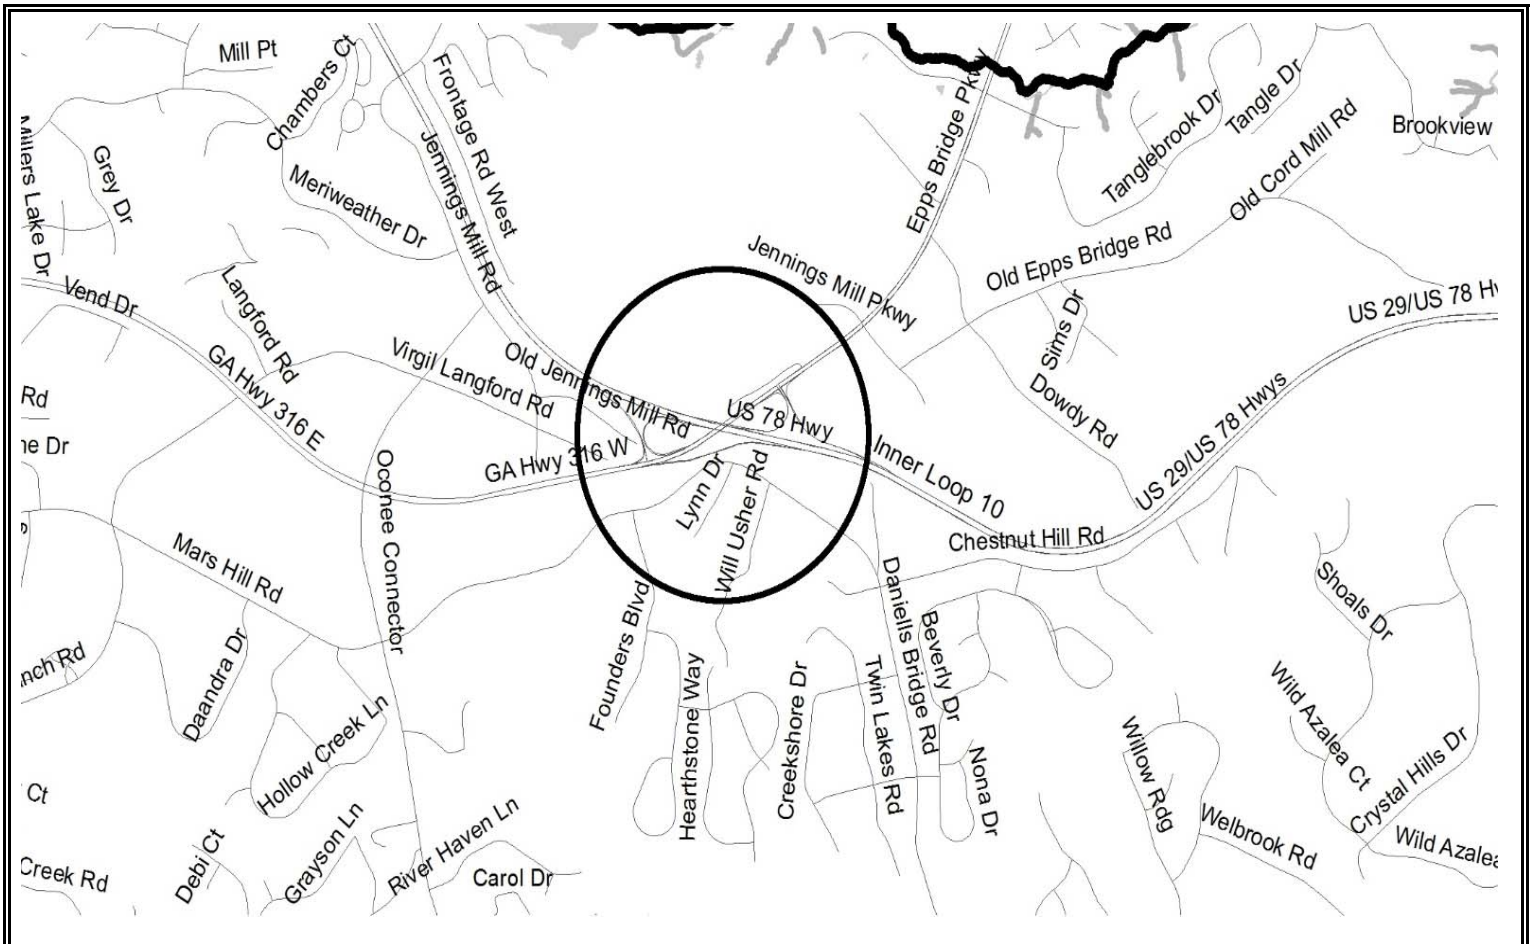 Mill Pt
Chambers Ct
Frontage Rd West
Epps Bridge Pkwy
Tanglebrook Dr
Tangle Dr
Old Cord Mill Rd
Brookview
Millers Lake Dr
Grey Dr
Meriweather Dr
Jennings Mill Rd
Jennings Mill Pkwy
Old Epps Bridge Rd
Vend Dr
Langford Rd
Sims Dr
US 29/US 78 Hw
GA Hwy 316 E
Virgil Langford Rd
Old Jennings Mill Rd
US 78 Hwy
Dowdy Rd
US 29/US 78 Hwys
Rd
ne Dr
GA Hwy 316 W
Inner Loop 10
Oconee Connector
Lynn Dr
Will Usher Rd
Chestnut Hill Rd
Mars Hill Rd
Founders Blvd
Daniells Bridge Rd
Beverly Dr
Shoals Dr
nch Rd
Daandra Dr
Hollow Creek Ln
Hearthstone Way
Creekshore Dr
Twin Lakes Rd
Nona Dr
Willow Rdg
Wild Azalea Ct
Crystal Hills Dr
Ct
Debi Ct
Grayson Ln
River Haven Ln
Carol Dr
Welbrook Rd
Wild Azalea
Creek Rd